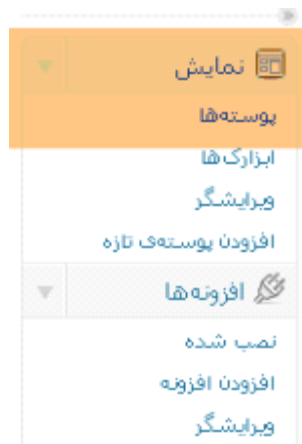 نمایش
پوسته‌ها
ابزارک‌ها
ویرایشگر
افزودن پوسته‌ی تازه
افزونه‌ها
نصب شده
افزودن افزونه
ویرایشگر